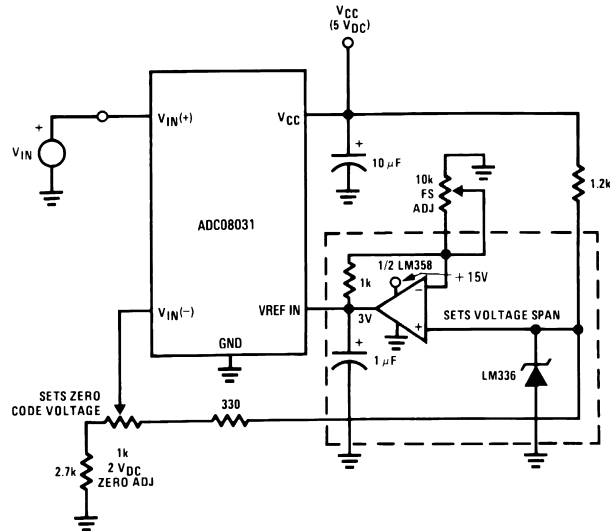 VCC
(5 VDC)
VIN(+)
VCC
+
VIN
+
10 µF
10k
FS
ADJ
1.2k
ADC08031
1k
1/2 LM358
+ 15V
−
VIN(−)
VREF IN
3V
+
SETS VOLTAGE SPAN
GND
+
1 µF
LM336
SETS ZERO
CODE VOLTAGE
330
2.7k
1k
2 VDC
ZERO ADJ